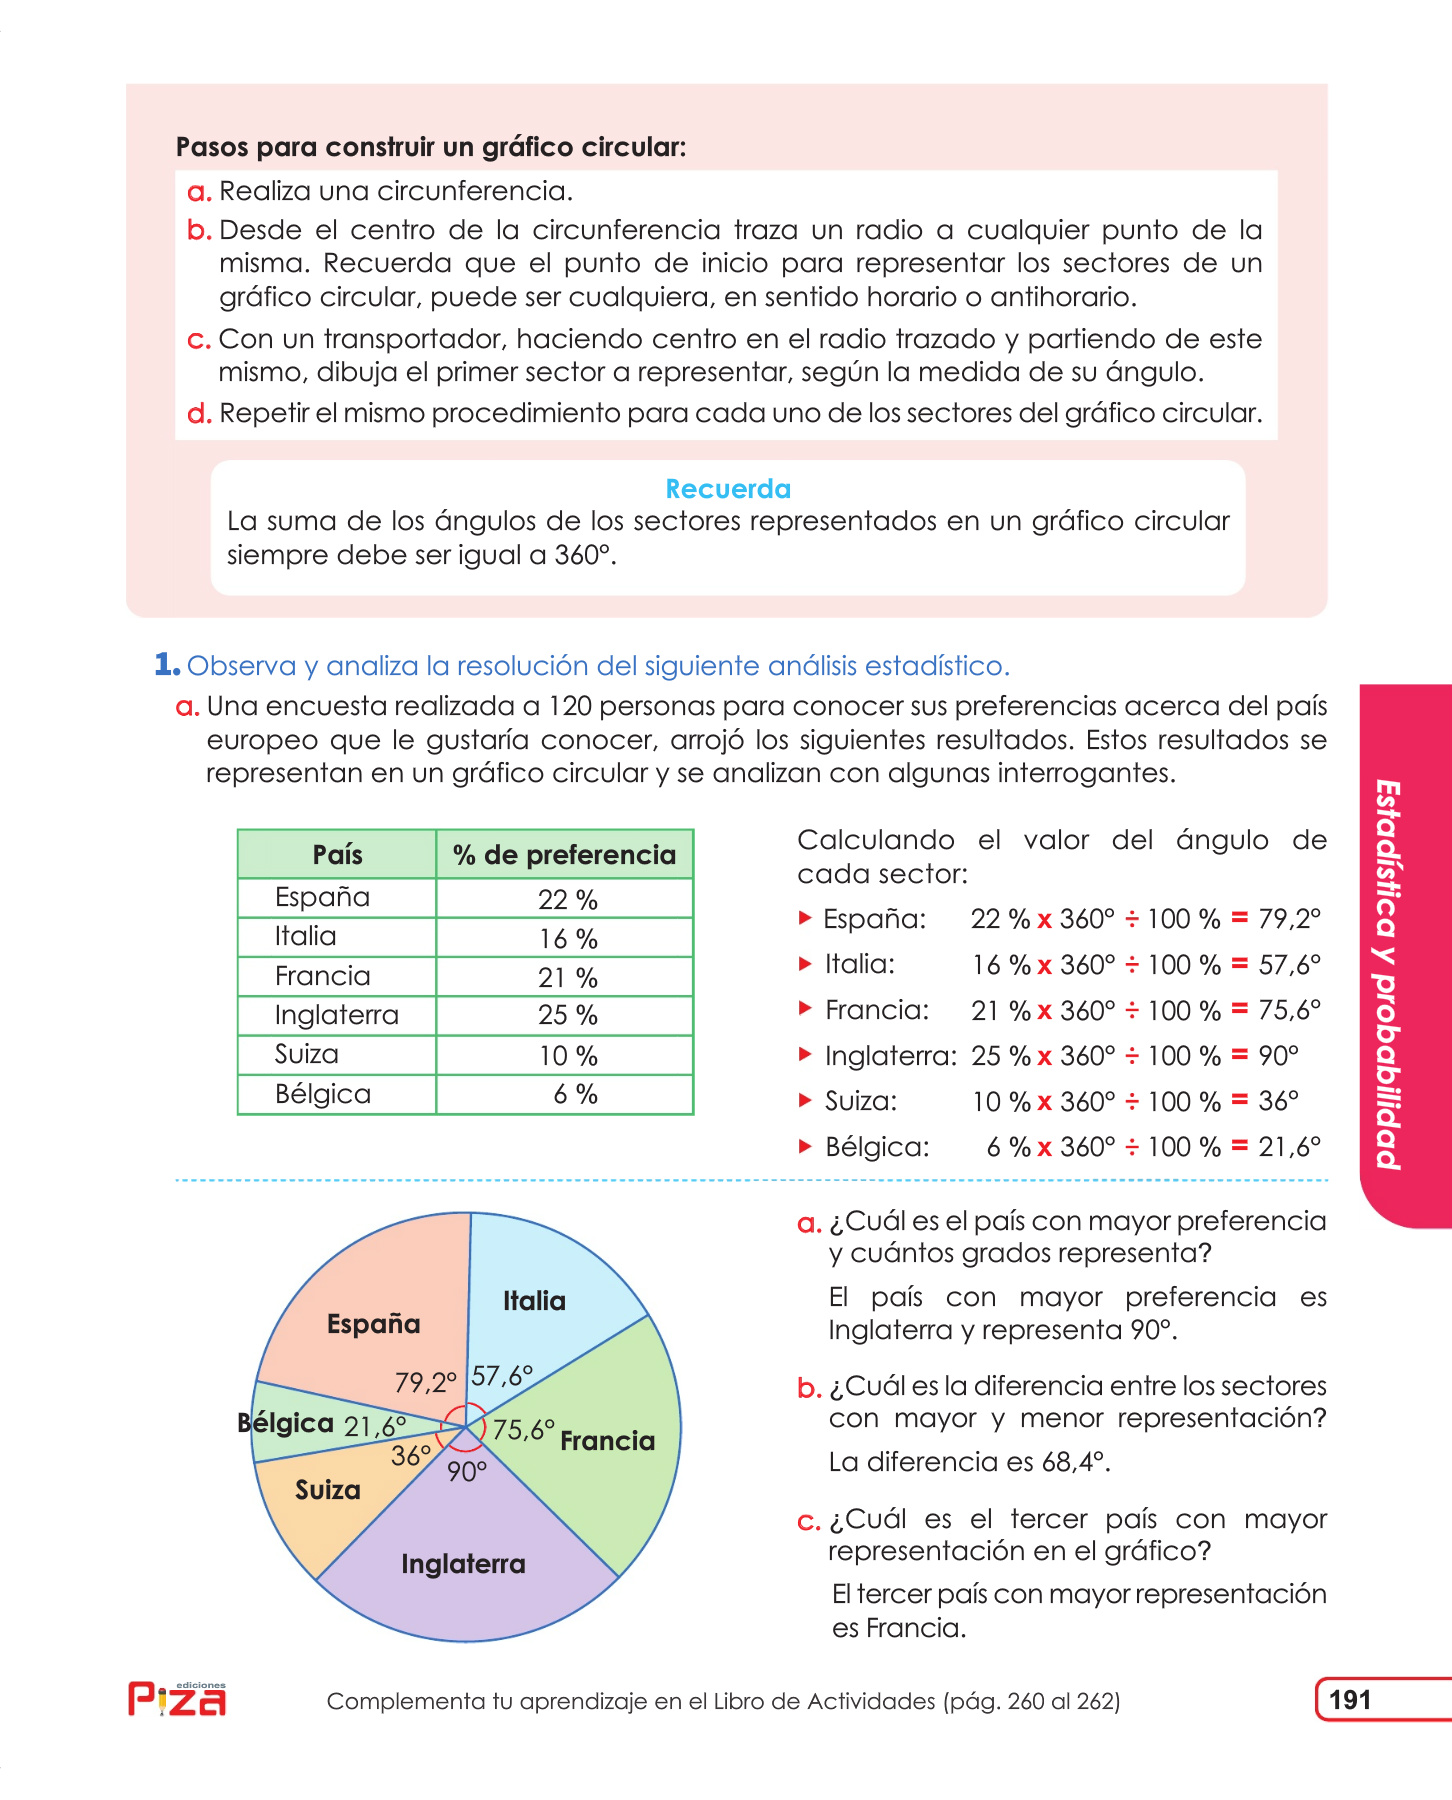 Pasos para construir un gráfico circular:
a. Realiza una circunferencia.
b. Desde el centro de la circunferencia traza un radio a cualquier punto de la
misma. Recuerda que el punto de inicio para representar los sectores de un
gráfico circular, puede ser cualquiera, en sentido horario o antihorario.
c. Con un transportador, haciendo centro en el radio trazado y partiendo de este
mismo, dibuja el primer sector a representar, según la medida de su ángulo.
d. Repetir el mismo procedimiento para cada uno de los sectores del gráfico circular.
Recuerda
La suma de los ángulos de los sectores representados en un gráfico circular
siempre debe ser igual a 360°.
1. Observa y analiza la resolución del siguiente análisis estadístico.
a. Una encuesta realizada a 120 personas para conocer sus preferencias acerca del país
europeo que le gustaría conocer, arrojó los siguientes resultados. Estos resultados se
representan en un gráfico circular y se analizan con algunas interrogantes.
País % de preferencia
España 22 %
Italia 16 %
Francia 21 %
Inglaterra 25 %
Suiza 10 %
Bélgica 6 %
Calculando el valor del ángulo de
cada sector:
España: 22 % x 360° ÷ 100 % = 79,2°
Italia: 16 % x 360° ÷ 100 % = 57,6°
Francia: 21 % x 360° ÷ 100 % = 75,6°
Inglaterra: 25 % x 360° ÷ 100 % = 90°
Suiza: 10 % x 360° ÷ 100 % = 36°
Bélgica: 6 % x 360° ÷ 100 % = 21,6°
Italia
España
79,2° 57,6°
Bélgica 21,6° 75,6° Francia
36° 90°
Suiza
Inglaterra
a. ¿Cuál es el país con mayor preferencia
y cuántos grados representa?
El país con mayor preferencia es
Inglaterra y representa 90°.
b. ¿Cuál es la diferencia entre los sectores
con mayor y menor representación?
La diferencia es 68,4°.
c. ¿Cuál es el tercer país con mayor
representación en el gráfico?
El tercer país con mayor representación
es Francia.
Estadística y probabilidad
ediciones
Piza
Complementa tu aprendizaje en el Libro de Actividades (pág. 260 al 262)
191